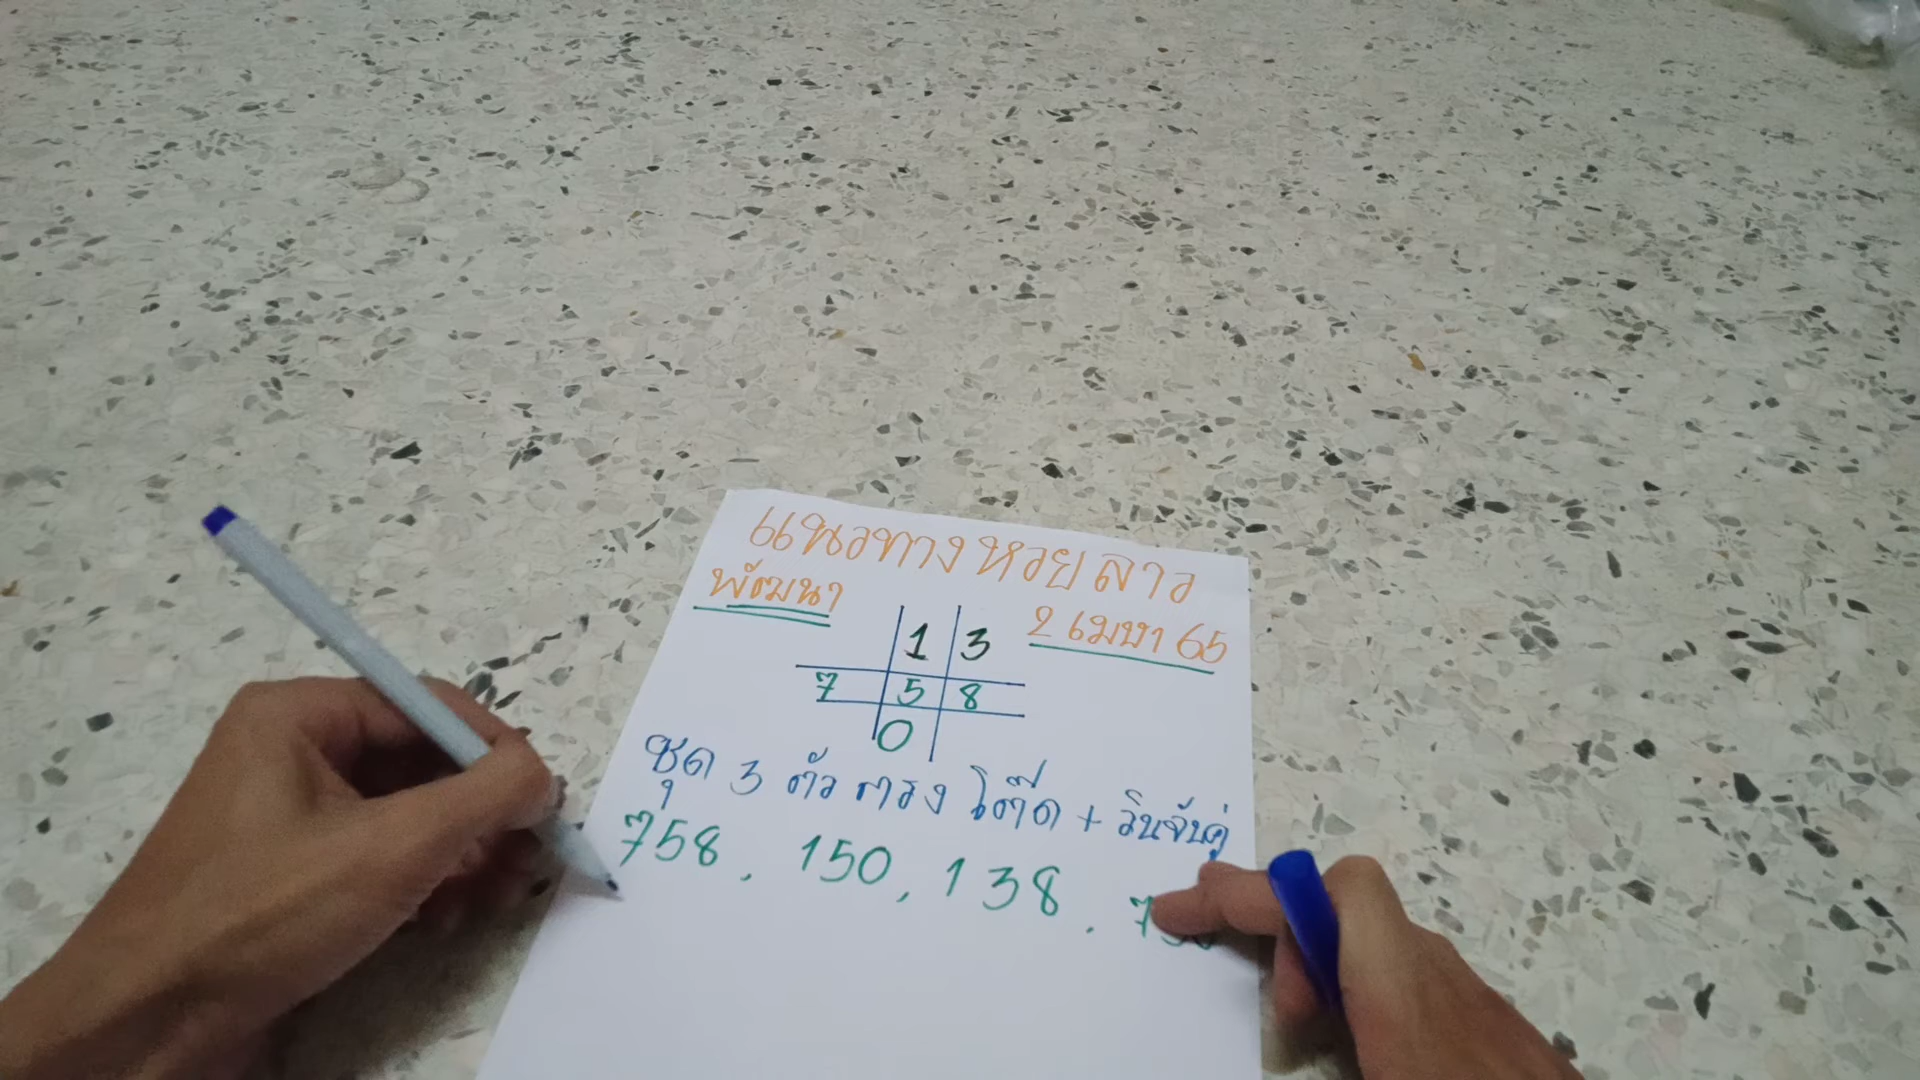 แนวทางหวยลาว
พัฒนา
2 เมษา 65
1 3
7 5 8
0
ชุด 3 ตัวตรง โต๊ด + วินจับคู่
758, 150, 138,